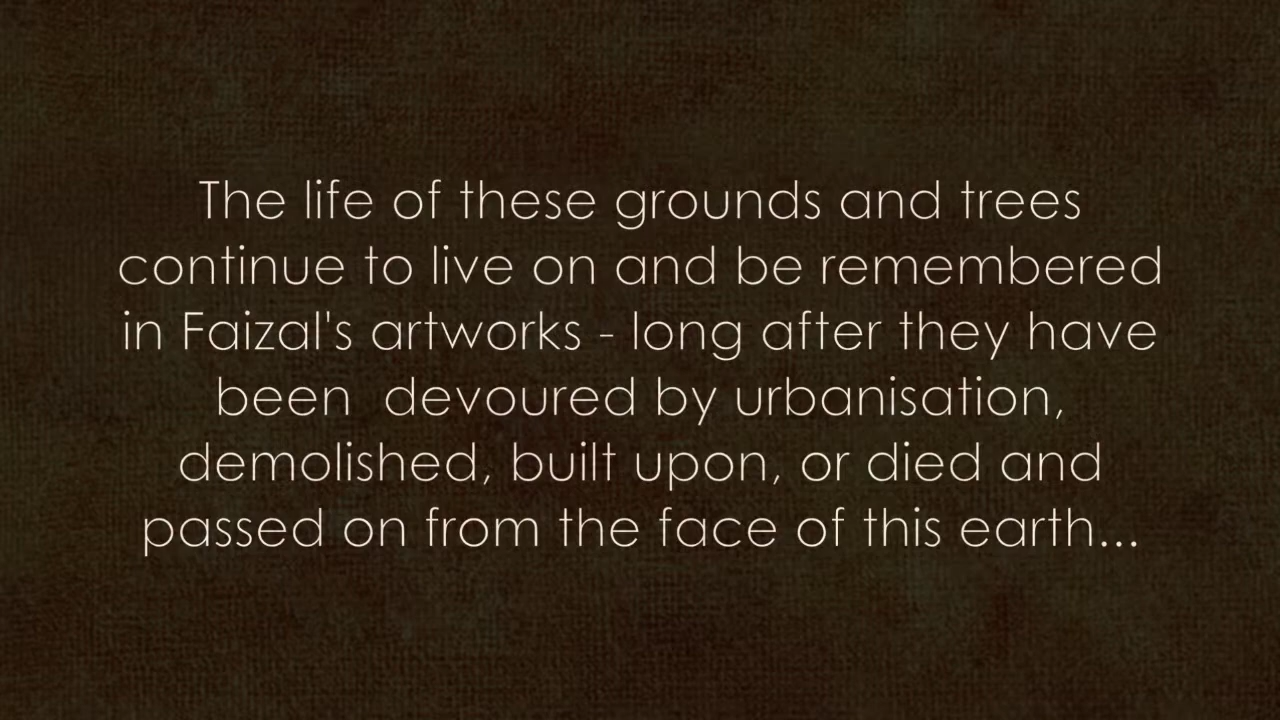 The life of these grounds and trees
continue to live on and be remembered
in Faizal's artworks - long after they have
been  devoured by urbanisation,
demolished, built upon, or died and
passed on from the face of this earth...